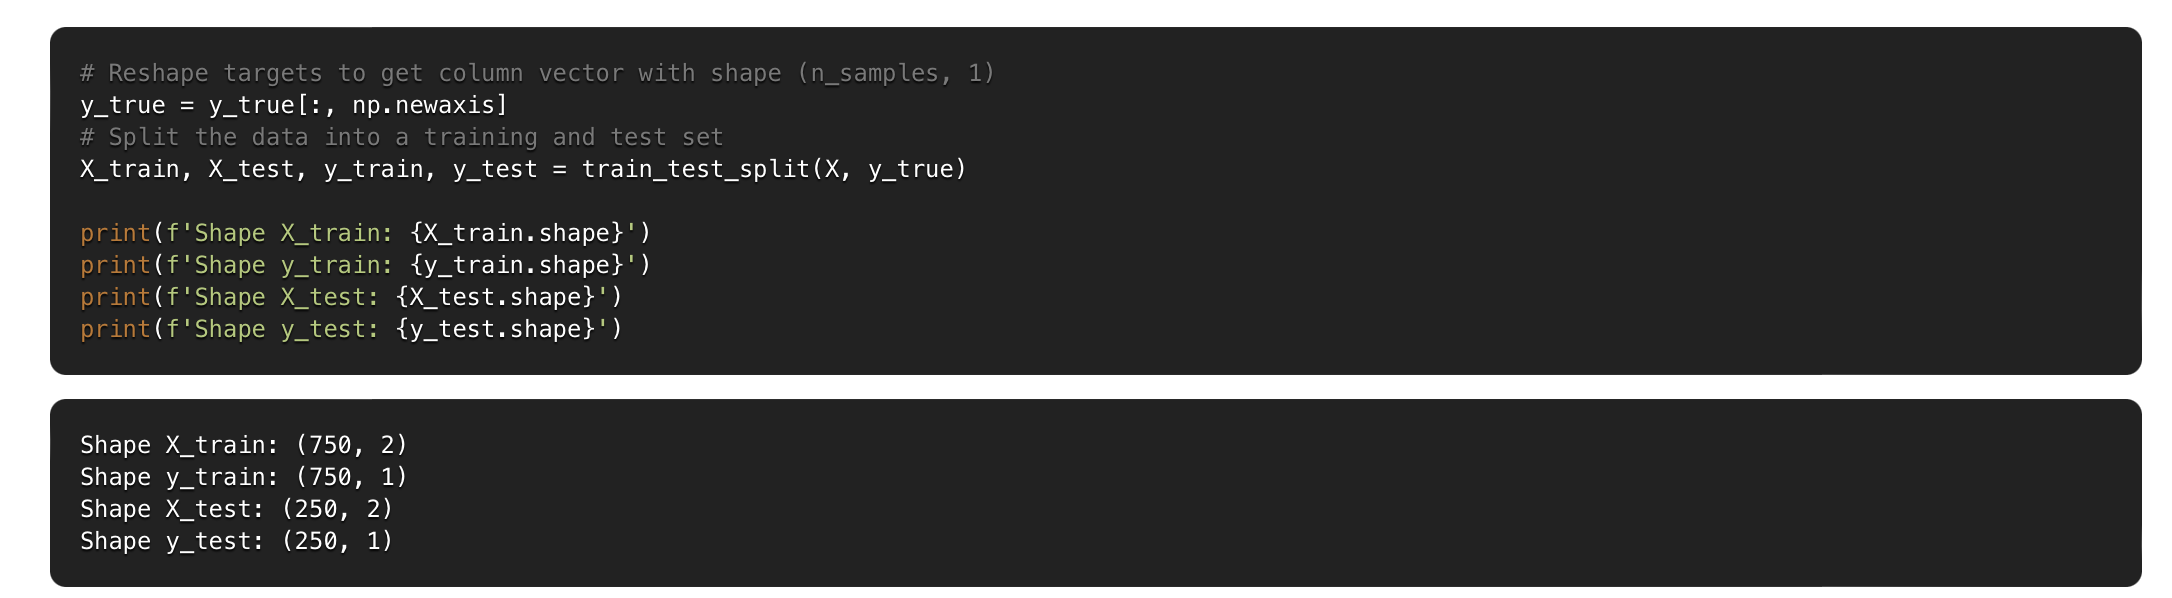 # Reshape targets to get column vector with shape (n_samples, 1)
y_true = y_true[:, np.newaxis]
# Split the data into a training and test set
X_train, X_test, y_train, y_test = train_test_split(X, y_true)
print(f'Shape X_train: {X_train.shape}')
print(f'Shape y_train: {y_train.shape}')
print(f'Shape X_test: {X_test.shape}')
print(f'Shape y_test: {y_test.shape}')
Shape X_train: (750, 2)
Shape y_train: (750, 1)
Shape X_test: (250, 2)
Shape y_test: (250, 1)